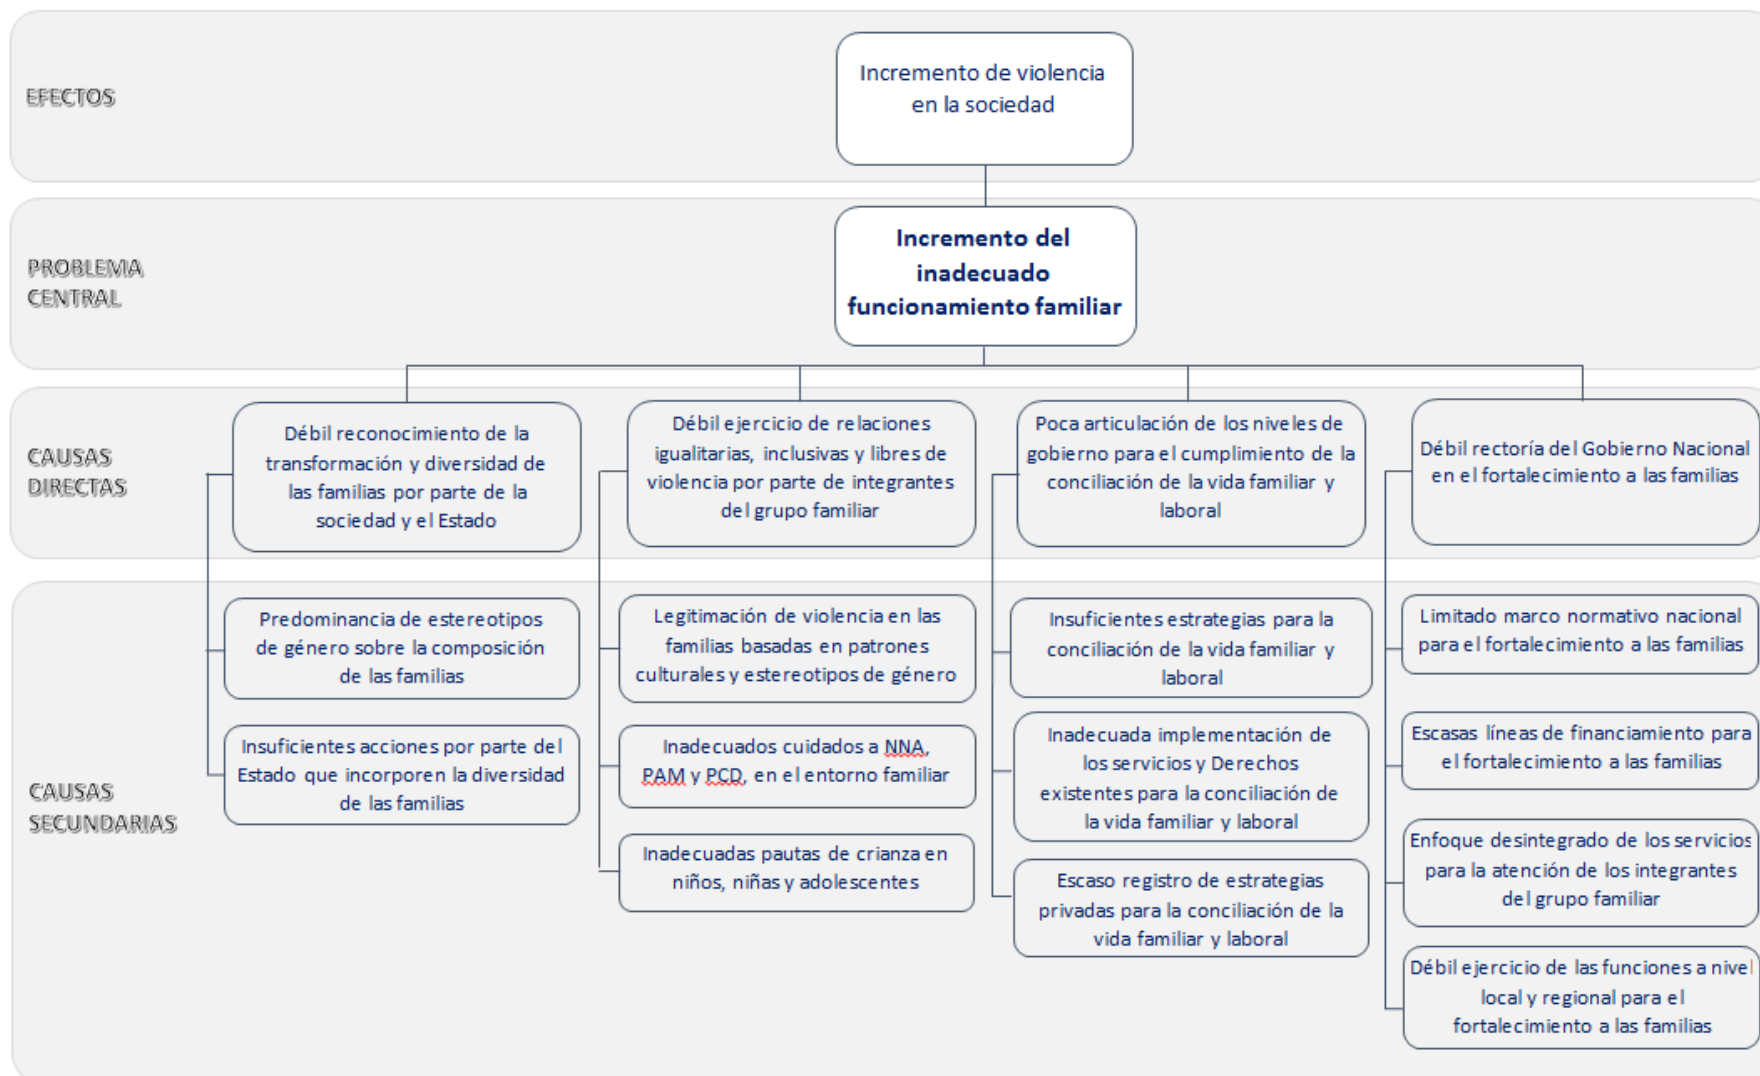 EFECTOS
Incremento de violencia
en la sociedad
PROBLEMA
CENTRAL
Incremento del
inadecuado
funcionamiento familiar
CAUSAS
DIRECTAS
Débil reconocimiento de la
transformación y diversidad de
las familias por parte de la
sociedad y el Estado
Débil ejercicio de relaciones
igualitarias, inclusivas y libres de
violencia por parte de integrantes
del grupo familiar
Poca articulación de los niveles de
gobierno para el cumplimiento de la
conciliación de la vida familiar y
laboral
Débil rectoría del Gobierno Nacional
en el fortalecimiento a las familias
CAUSAS
SECUNDARIAS
Predominancia de estereotipos
de género sobre la composición
de las familias
Insuficientes acciones por parte del
Estado que incorporen la diversidad
de las familias
Legitimación de violencia en las
familias basadas en patrones
culturales y estereotipos de género
Inadecuados cuidados a NNA,
PAM y PCD, en el entorno familiar
Inadecuadas pautas de crianza en
niños, niñas y adolescentes
Insuficientes estrategias para la
conciliación de la vida familiar y
laboral
Inadecuada implementación de
los servicios y Derechos
existentes para la conciliación de
la vida familiar y laboral
Escaso registro de estrategias
privadas para la conciliación de la
vida familiar y laboral
Limitado marco normativo nacional
para el fortalecimiento a las familias
Escasas líneas de financiamiento para
el fortalecimiento a las familias
Enfoque desintegrado de los servicios
para la atención de los integrantes
del grupo familiar
Débil ejercicio de las funciones a nivel
local y regional para el
fortalecimiento a las familias